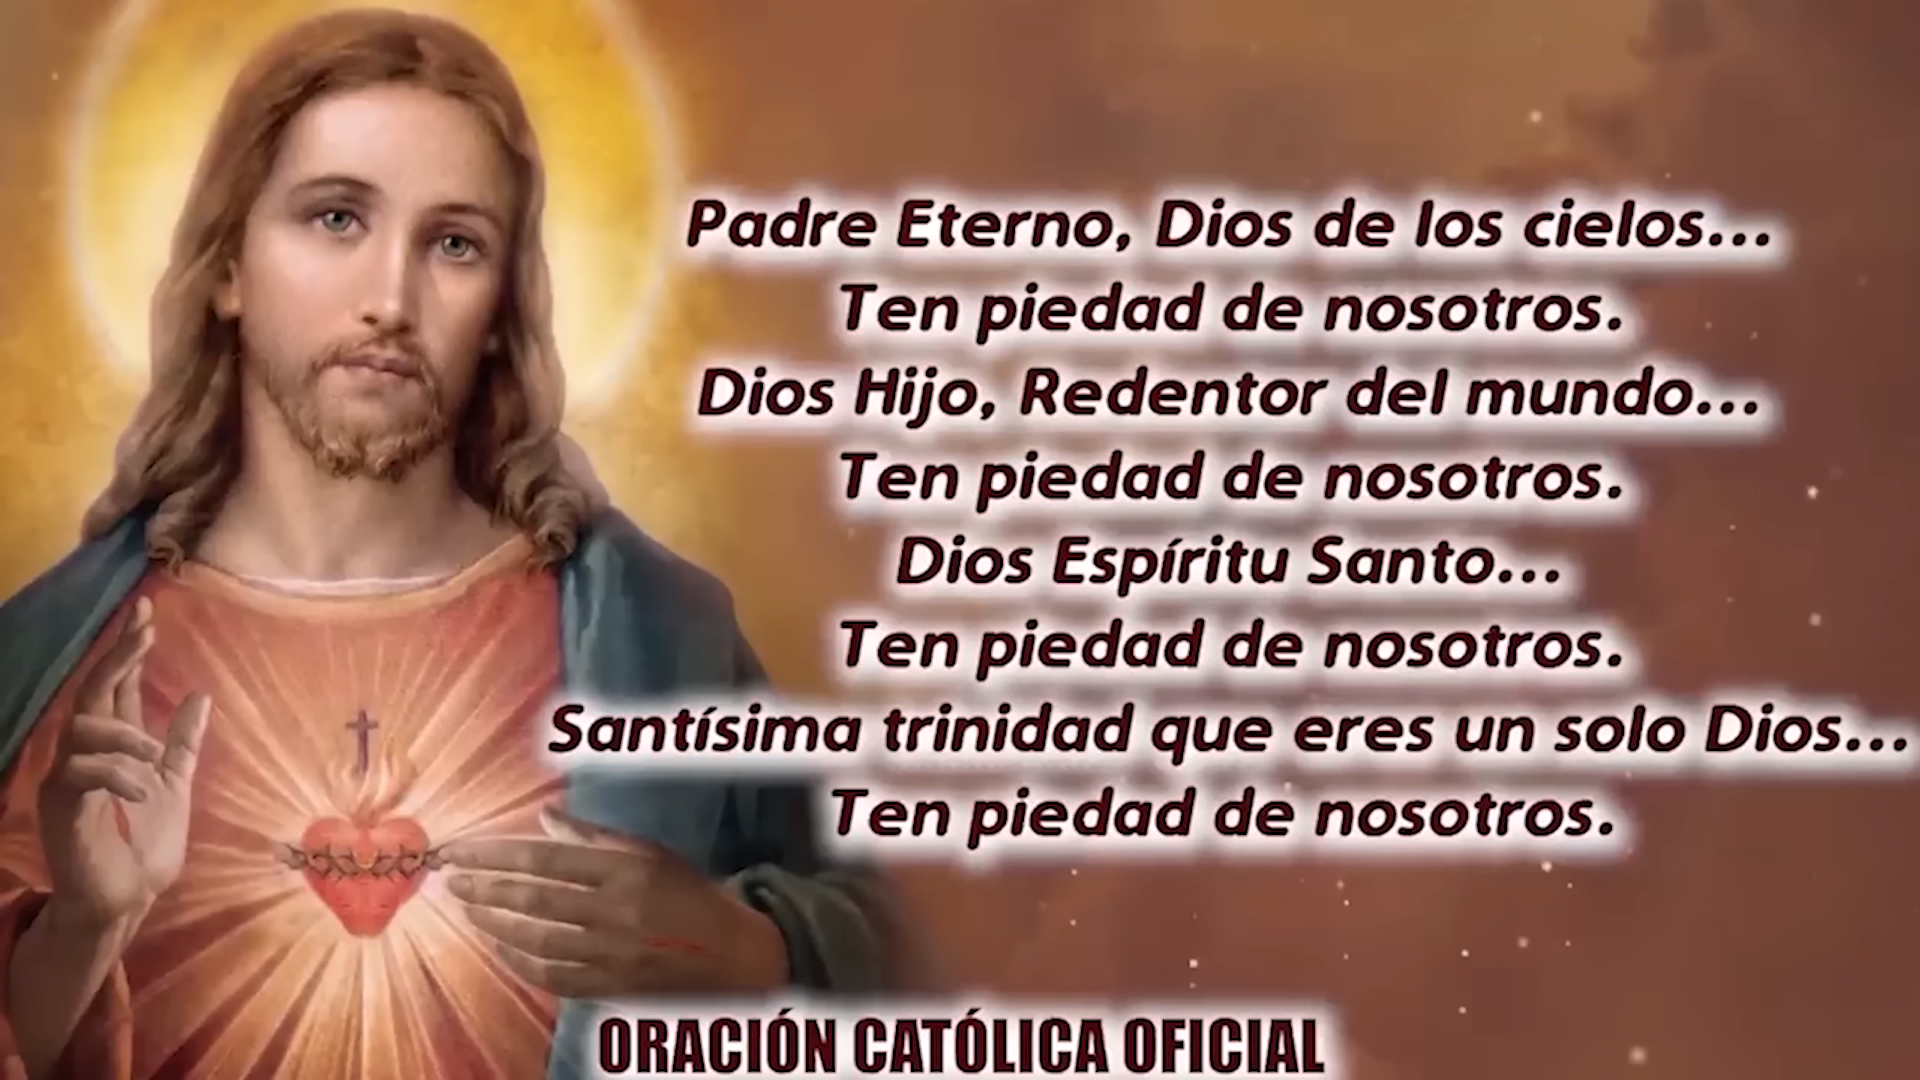 Padre Eterno, Dios de los cielos...
Ten piedad de nosotros.
Dios Hijo, Redentor del mundo...
Ten piedad de nosotros.
Dios Espíritu Santo...
Ten piedad de nosotros.
Santísima trinidad que eres un solo Dios...
Ten piedad de nosotros.
ORACIÓN CATÓLICA OFICIAL